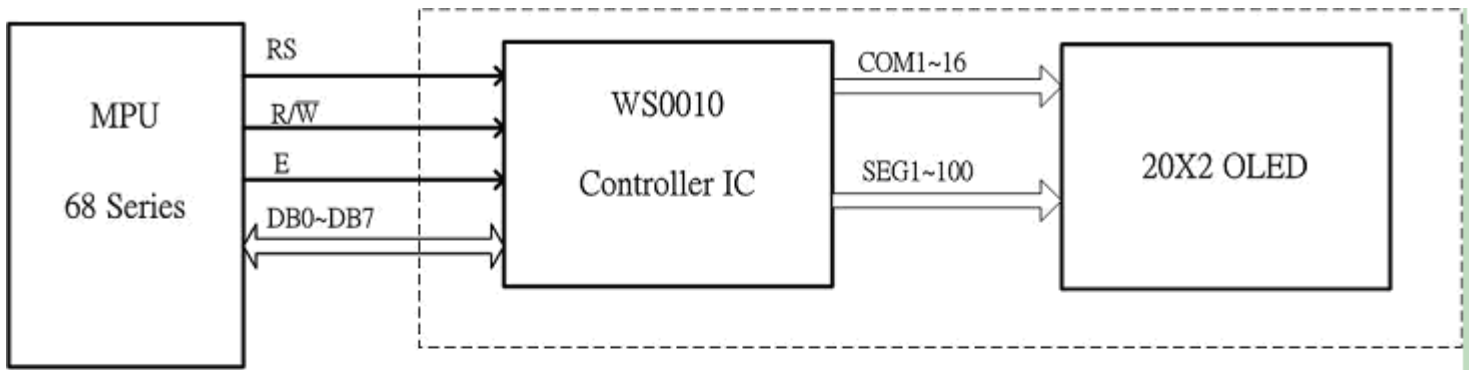 MPU
68 Series
RS
R/W̅
E
DB0~DB7
WS0010
Controller IC
COM1~16
SEG1~100
20X2 OLED